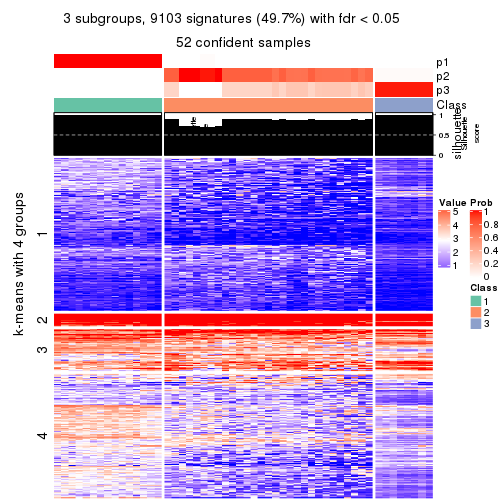 3 subgroups, 9103 signatures (49.7%) with fdr < 0.05
52 confident samples
p1
p2
p3
Class
1
0.5
0
silhouette
Silhouette
score
k-means with 4 groups
1
2
3
4
Value
5
4
3
2
1
Prob
1
0.8
0.6
0.4
0.2
0
Class
1
2
3